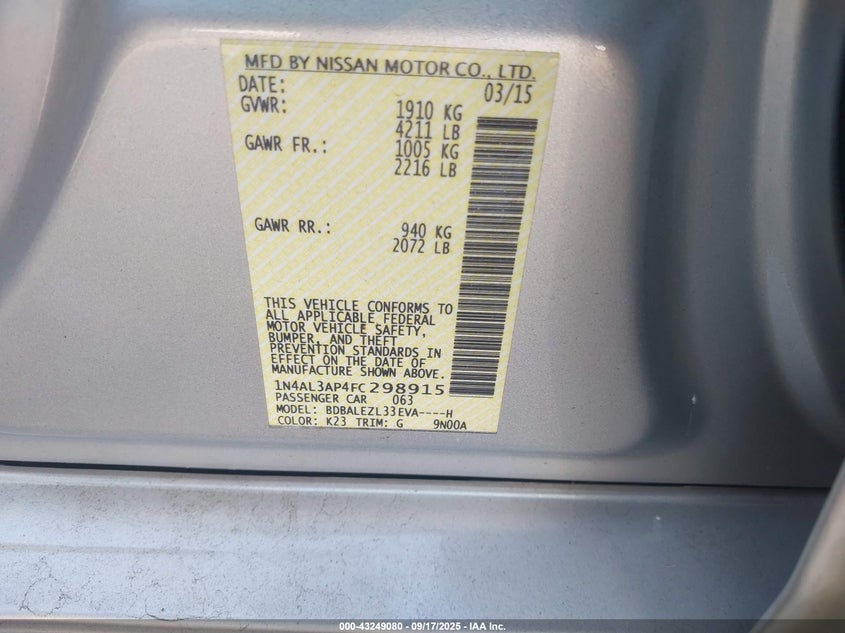 MFD BY NISSAN MOTOR CO., LTD.
DATE: 03/15
GVWR: 1910 KG
4211 LB
GAWR FR.: 1005 KG
2216 LB
GAWR RR.: 940 KG
2072 LB
THIS VEHICLE CONFORMS TO
ALL APPLICABLE FEDERAL
MOTOR VEHICLE SAFETY,
BUMPER, AND THEFT
PREVENTION STANDARDS IN
EFFECT ON THE DATE OF
MANUFACTURE SHOWN ABOVE.
1N4AL3AP4FC298915
PASSENGER CAR 063
MODEL: BDBALEZL33EVA----H
COLOR: K23 TRIM: G 9N00A
000-43249080 - 09/17/2025 - IAA Inc.